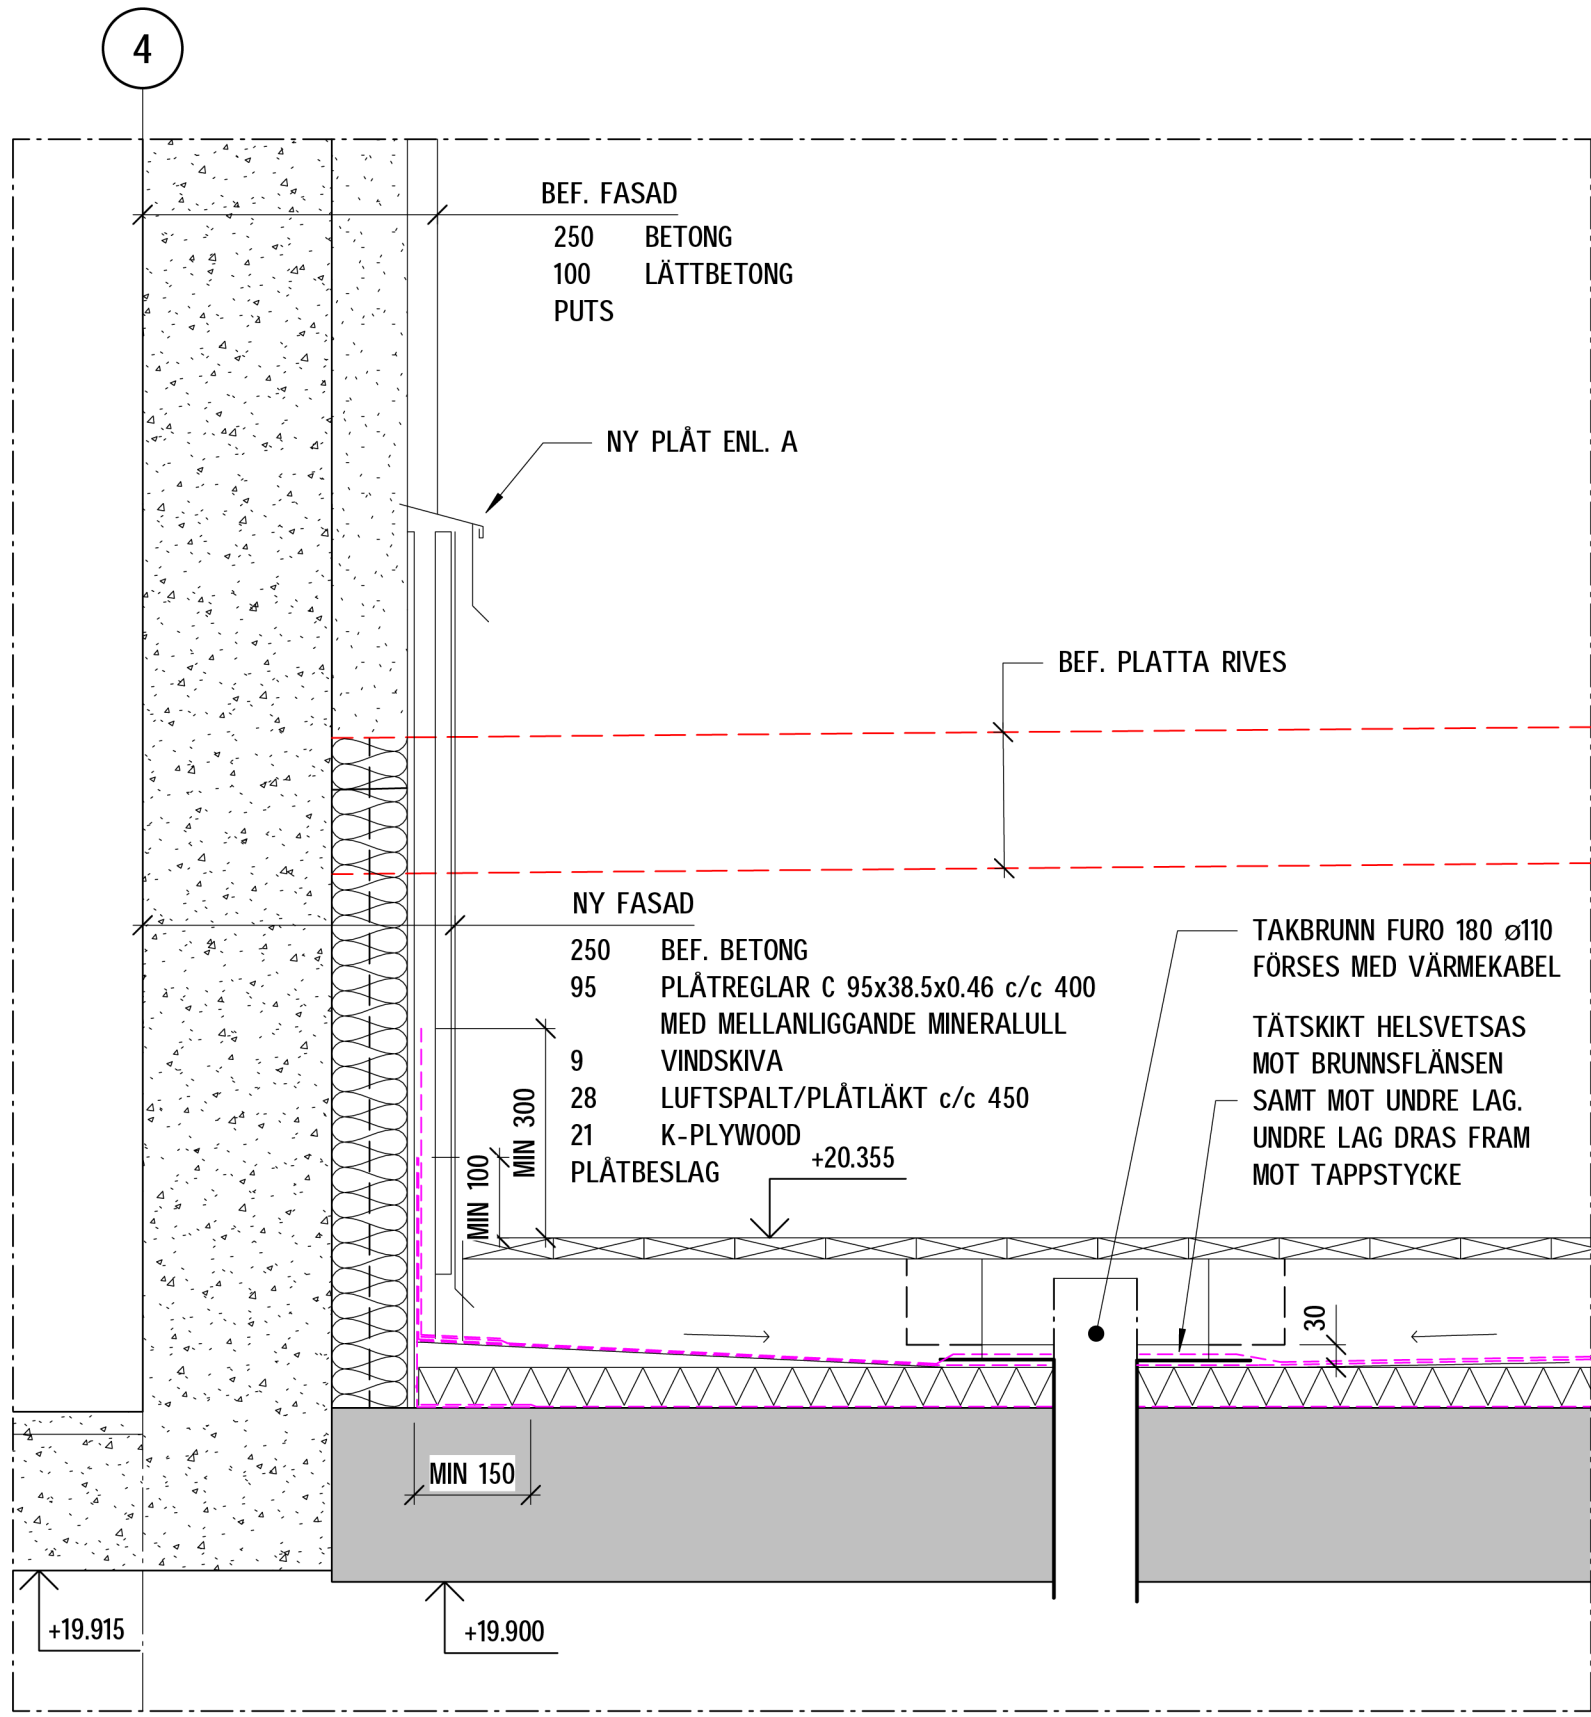 4
BEF. FASAD
250 BETONG
100 LÄTTBETONG
PUTS
NY PLÅT ENL. A
BEF. PLATTA RIVES
NY FASAD
250 BEF. BETONG
95 PLÅTREGLAR C 95x38.5x0.46 c/c 400
MED MELLANLIGGANDE MINERALULL
9 VINDSKIVA
28 LUFTSPALT/PLÅTLÄKT c/c 450
21 K-PLYWOOD
PLÅTBESLAG
TAKBRUNN FURO 180 ø110
FÖRSES MED VÄRMEKABEL
TÄTSKIKT HELSVETSAS
MOT BRUNNSFLÄNSEN
SAMT MOT UNDRE LAG.
UNDRE LAG DRAS FRAM
MOT TAPPSTYCKE
MIN 300
MIN 100
+20.355
30
MIN 150
+19.915
+19.900